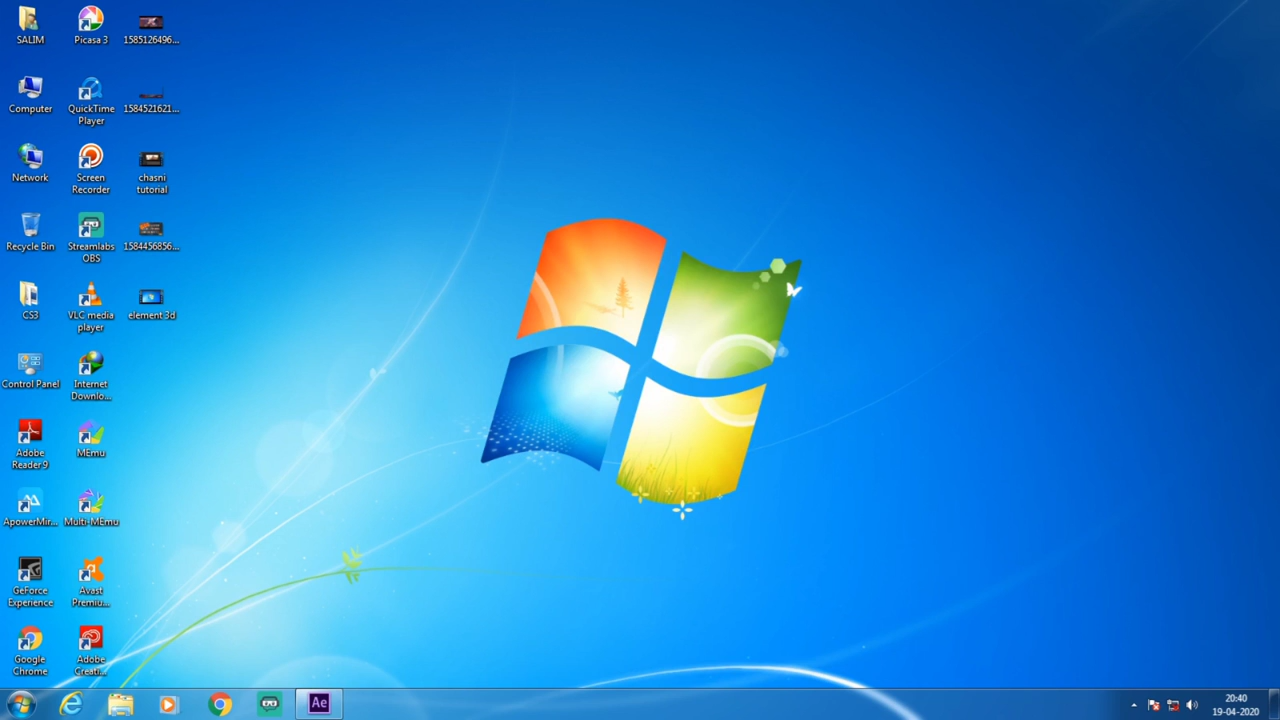 SALIM
Picasa 3
1585126496...
Computer
QuickTime
Player
1584521621...
Network
Screen
Recorder
chasni
tutorial
Recycle Bin
Streamlabs
OBS
1584456856...
CS3
VLC media
player
element 3d
Control Panel
Internet
Downlo...
Adobe
Reader 9
MEmu
ApowerMir...
Multi-MEmu
GeForce
Experience
Avast
Premiu...
Google
Chrome
Adobe
Creati...
Ae
20:40
19-04-2020